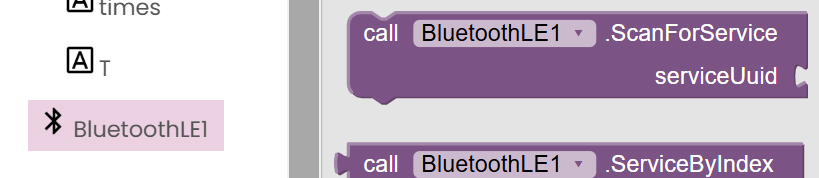 times
A T
BluetoothLE1
call BluetoothLE1 .ScanForService
serviceUuid
call BluetoothLE1 .ServiceByIndex